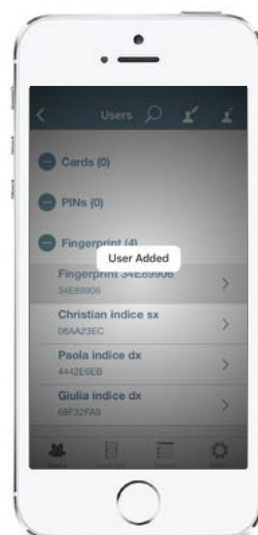 Users
Cards (0)
PINs (0)
Fingerprint (4)
User Added
Fingerprint 34E89906
34E89906
Christian indice sx
08AA23EC
Paola indice dx
4442E6EB
Giulia indice dx
68F32FA8